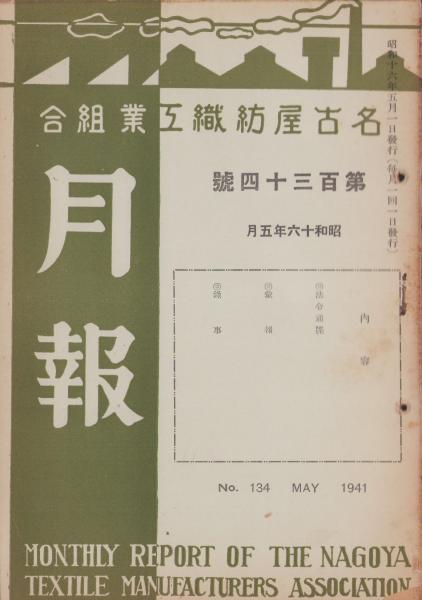 昭和十六年五月一日發行(毎月一回一日發行)
名古屋紡織工業組合
月報
第百三十四號
昭和十六年五月
内容
◎法令通牒
◎彙報
◎錄事
No. 134 MAY 1941
MONTHLY REPORT OF THE NAGOYA
TEXTILE MANUFACTURERS ASSOCIATION